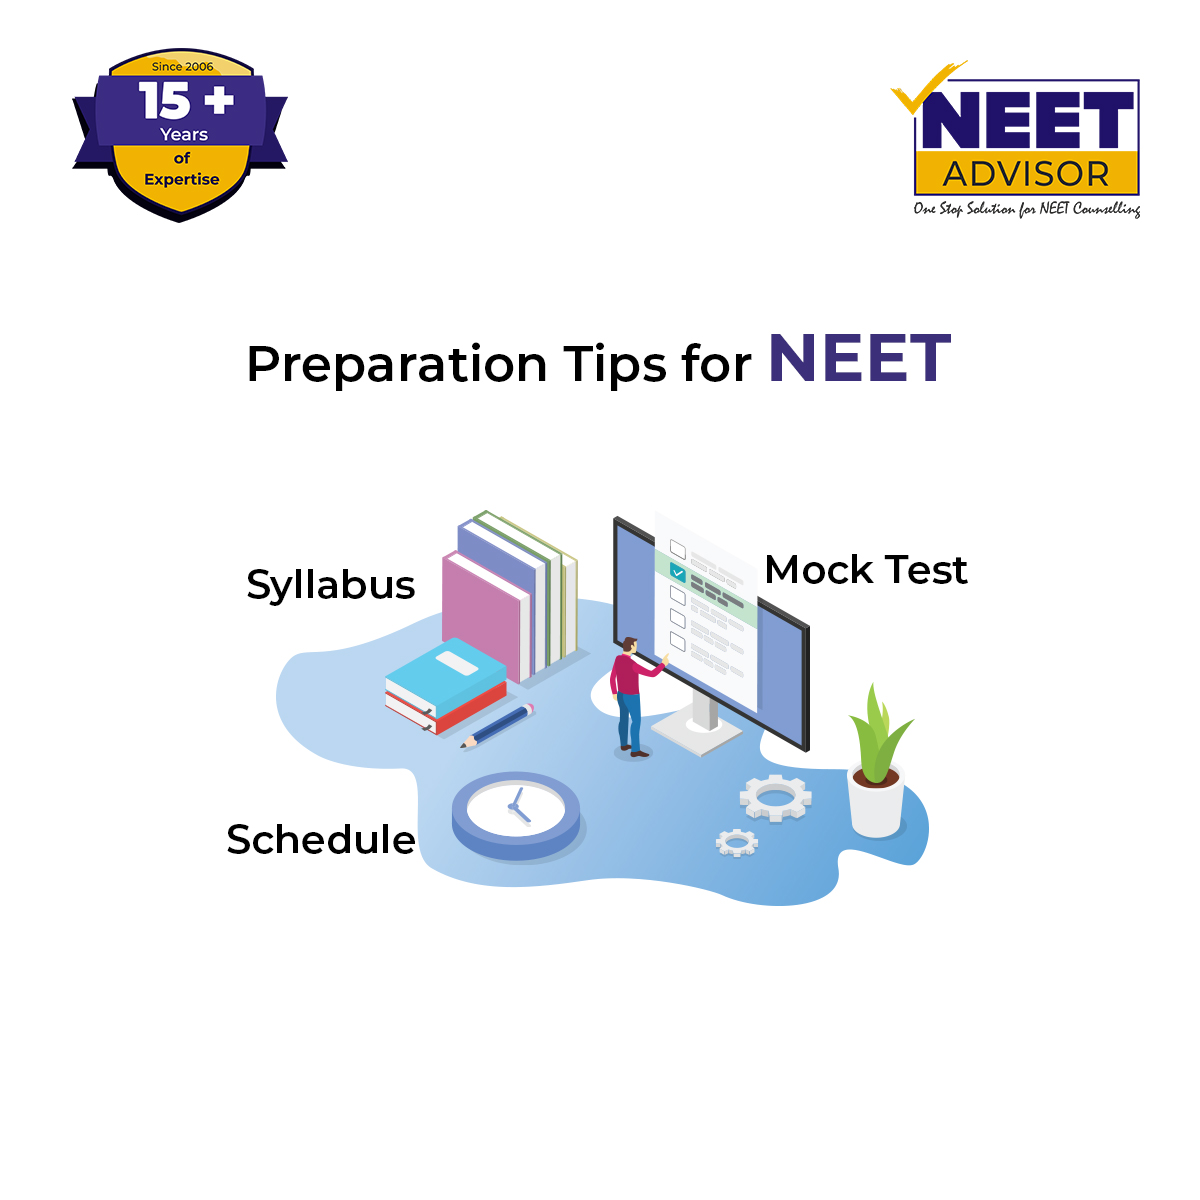 Since 2006
15 +
Years
of
Expertise
NEET
ADVISOR
One Stop Solution for NEET Counselling
Preparation Tips for NEET
Syllabus
Mock Test
Schedule